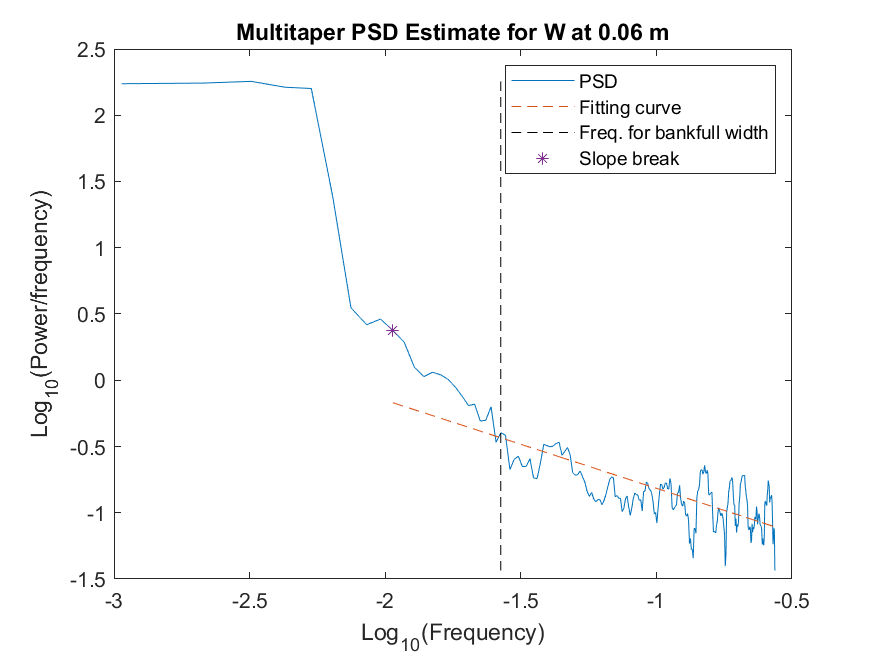 Multitaper PSD Estimate for W at 0.06 m
PSD
Fitting curve
Freq. for bankfull width
Slope break
2.5
2
1.5
1
0.5
0
-0.5
-1
-1.5
Log10(Power/frequency)
-3
-2.5
-2
-1.5
-1
-0.5
Log10(Frequency)